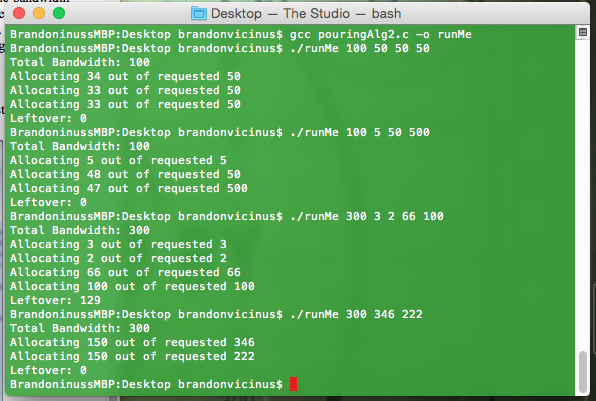 Desktop — The Studio — bash
BrandoninussMBP:Desktop brandonvicinus$ gcc pouringAlg2.c -o runMe
BrandoninussMBP:Desktop brandonvicinus$ ./runMe 100 50 50 50
Total Bandwidth: 100
Allocating 34 out of requested 50
Allocating 33 out of requested 50
Allocating 33 out of requested 50
Leftover: 0
BrandoninussMBP:Desktop brandonvicinus$ ./runMe 100 5 50 500
Total Bandwidth: 100
Allocating 5 out of requested 5
Allocating 48 out of requested 50
Allocating 47 out of requested 500
Leftover: 0
BrandoninussMBP:Desktop brandonvicinus$ ./runMe 300 3 2 66 100
Total Bandwidth: 300
Allocating 3 out of requested 3
Allocating 2 out of requested 2
Allocating 66 out of requested 66
Allocating 100 out of requested 100
Leftover: 129
BrandoninussMBP:Desktop brandonvicinus$ ./runMe 300 346 222
Total Bandwidth: 300
Allocating 150 out of requested 346
Allocating 150 out of requested 222
Leftover: 0
BrandoninussMBP:Desktop brandonvicinus$